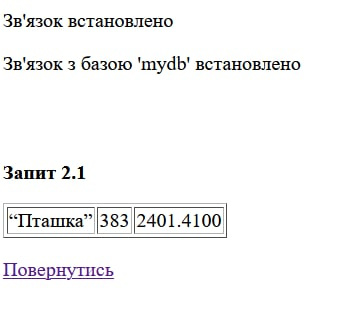 Зв'язок встановлено
Зв'язок з базою 'mydb' встановлено
Запит 2.1
“Пташка” 383 2401.4100
Повернутись